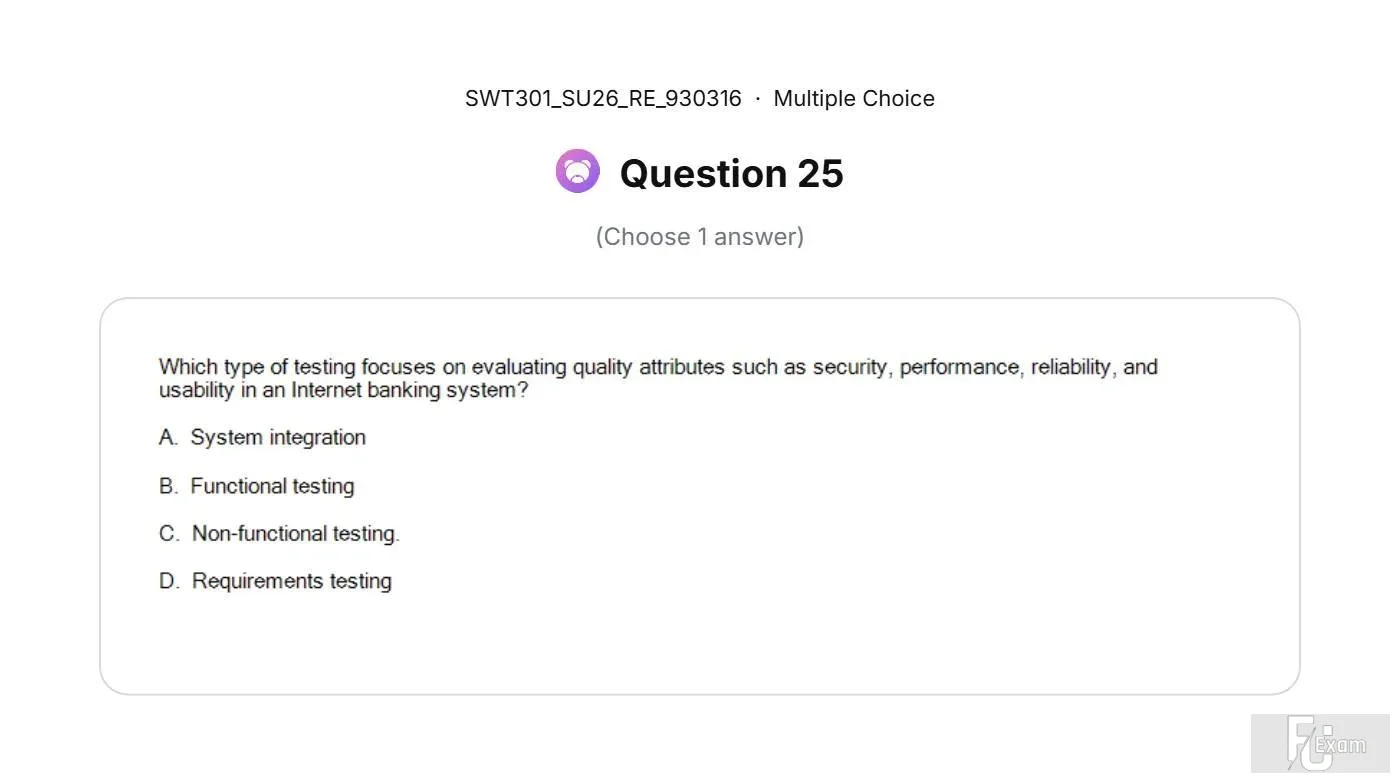 SWT301_SU26_RE_930316 · Multiple Choice
Question 25
(Choose 1 answer)
Which type of testing focuses on evaluating quality attributes such as security, performance, reliability, and
usability in an Internet banking system?
A. System integration
B. Functional testing
C. Non-functional testing.
D. Requirements testing
FU Exam